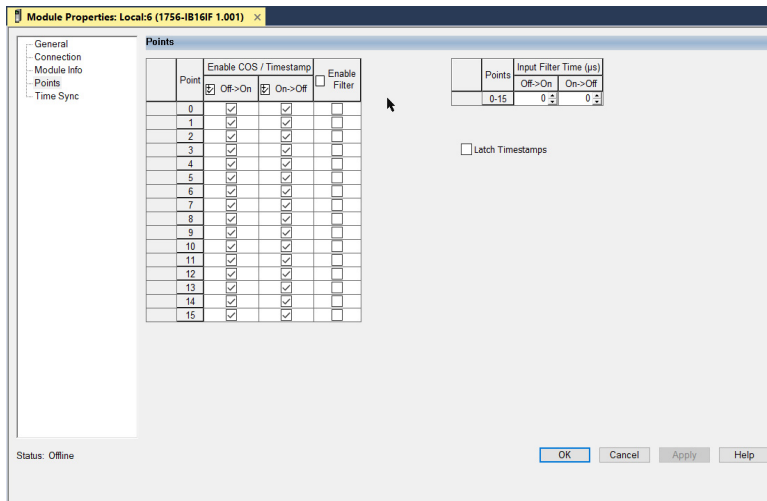 Module Properties: Local:6 (1756-IB16IF 1.001) ×
General
Connection
Module Info
Points
Time Sync
Points
Point
Enable COS / Timestamp
Off->On
On->Off
Enable Filter
0
1
2
3
4
5
6
7
8
9
10
11
12
13
14
15
Points
Input Filter Time (µs)
Off->On
On->Off
0-15
0
0
Latch Timestamps
Status: Offline
OK
Cancel
Apply
Help